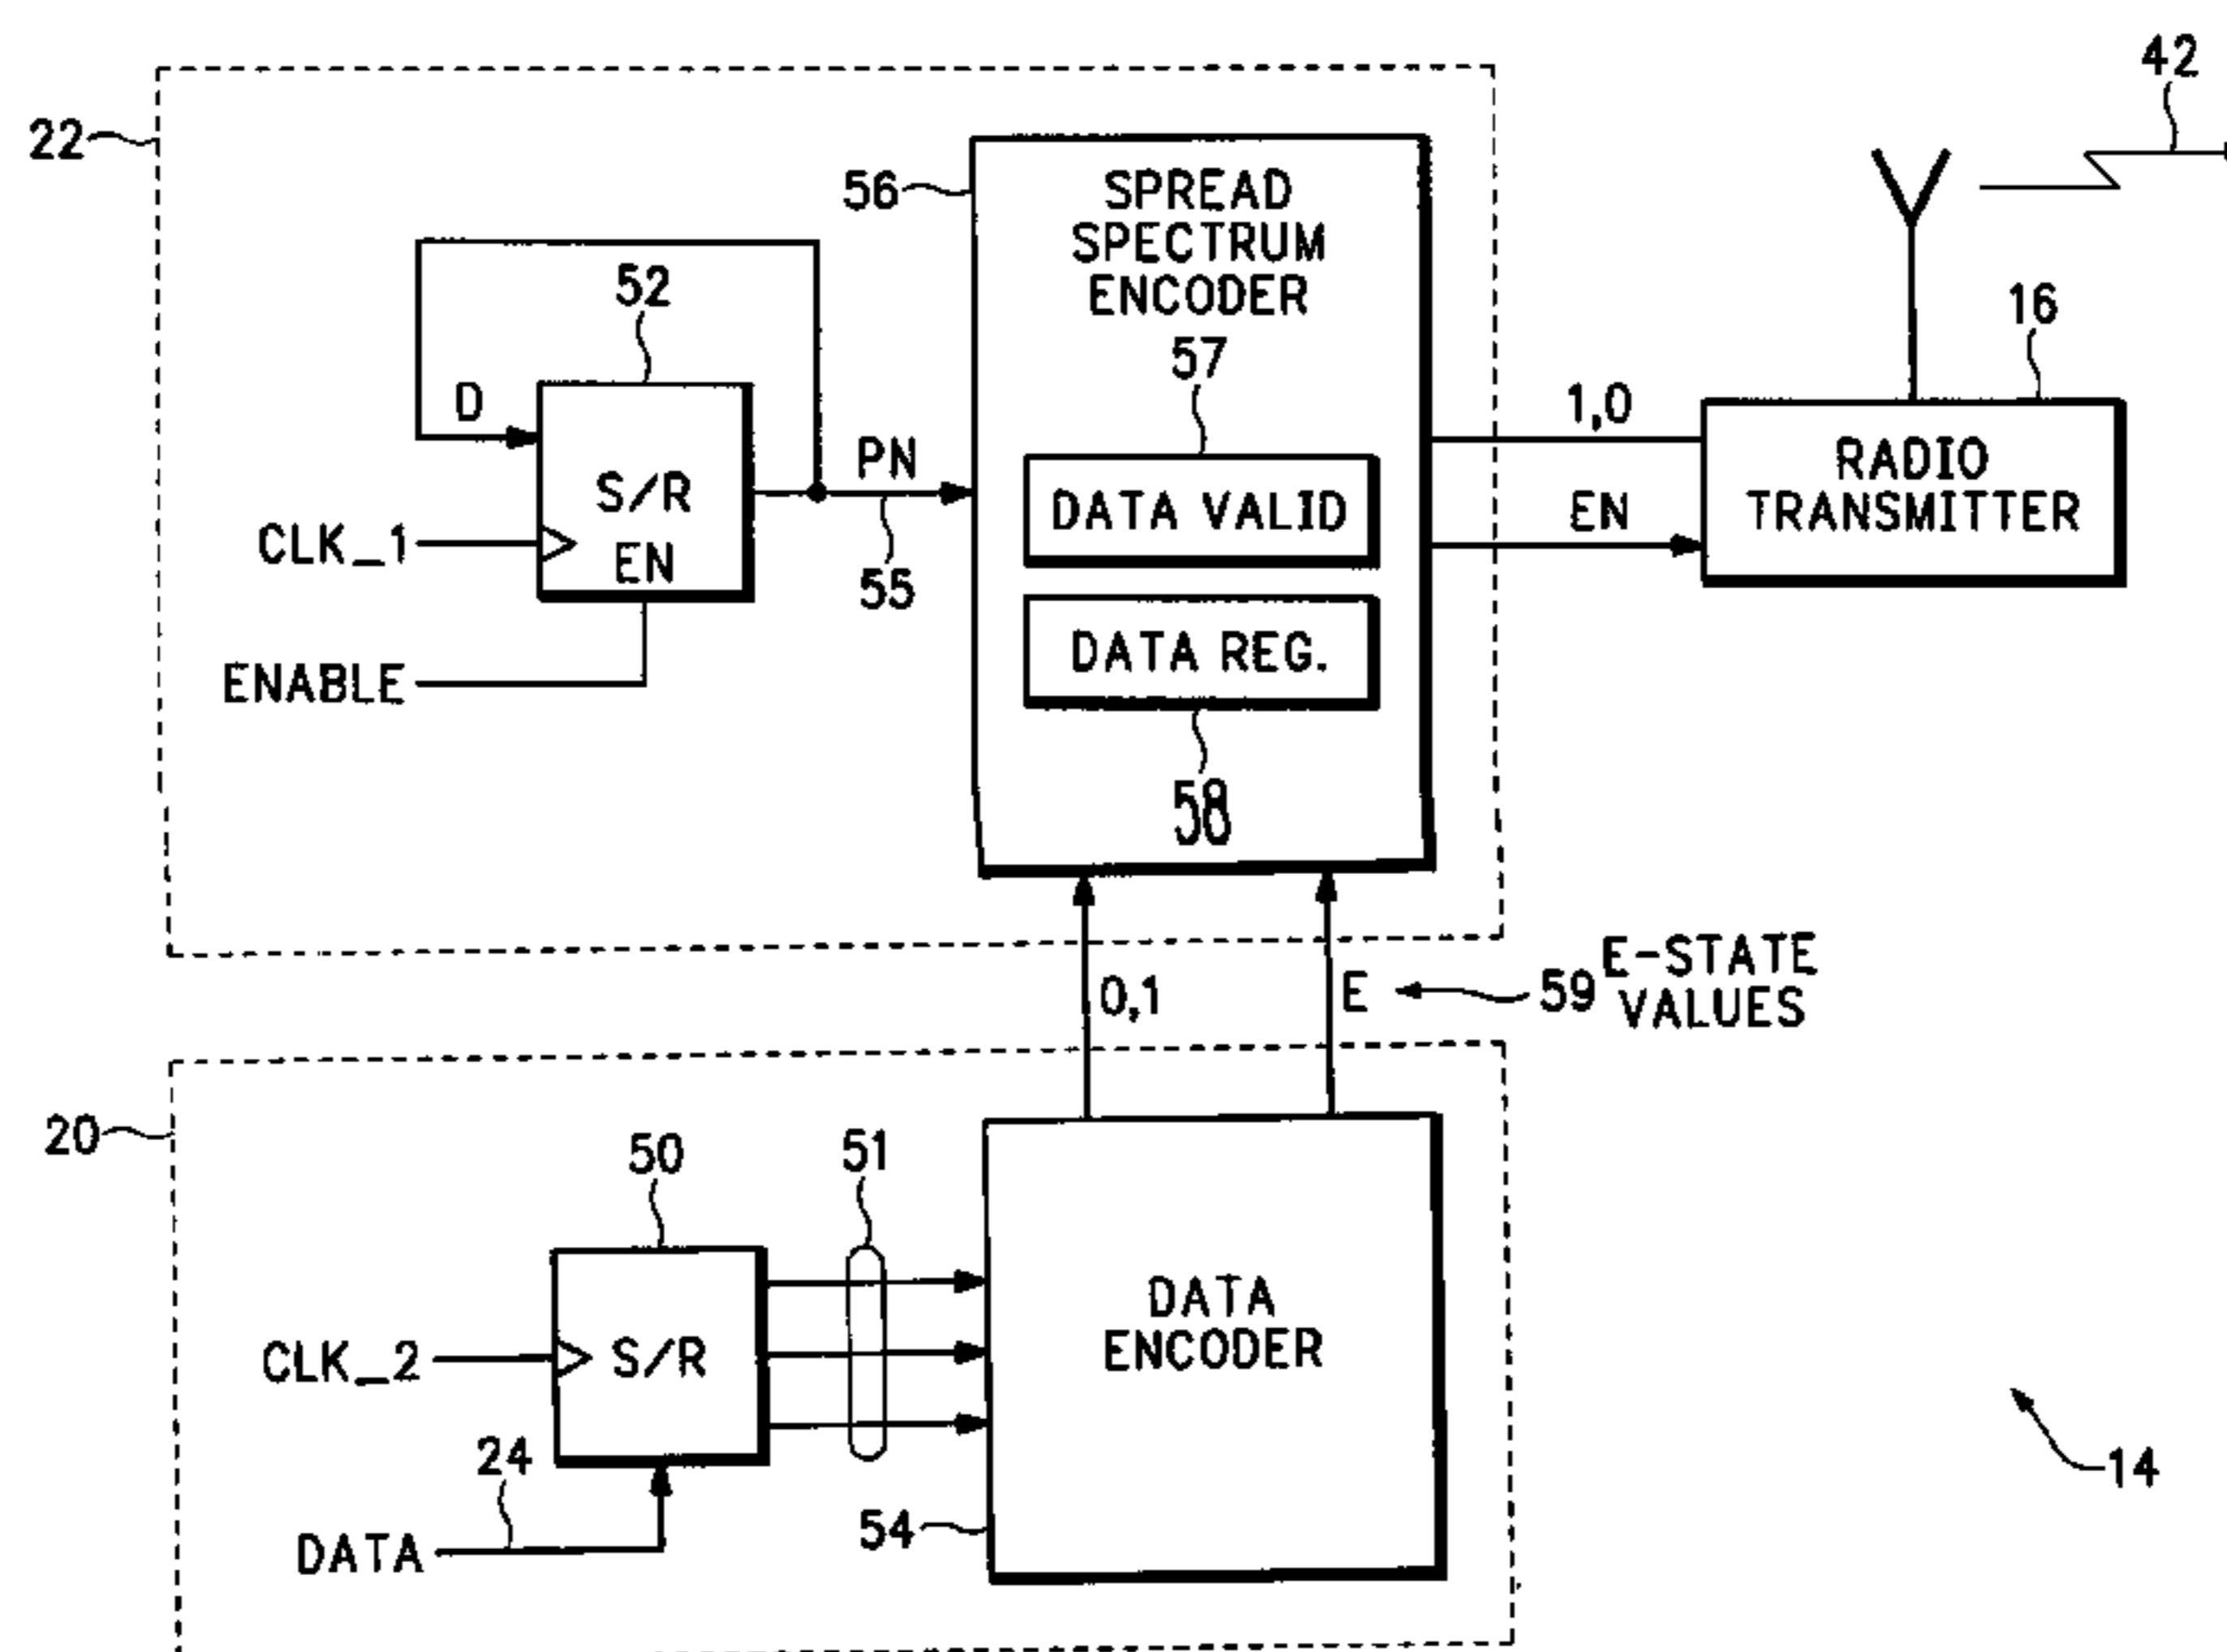 42
22
56
SPREAD
SPECTRUM
ENCODER
52
57
16
D
1,0
PN
S/R
DATA VALID
RADIO
TRANSMITTER
EN
CLK_1
EN
55
ENABLE
DATA REG.
58
E-STATE
VALUES
0,1
E
59
20
50
51
DATA
ENCODER
CLK_2
S/R
24
14
54
DATA